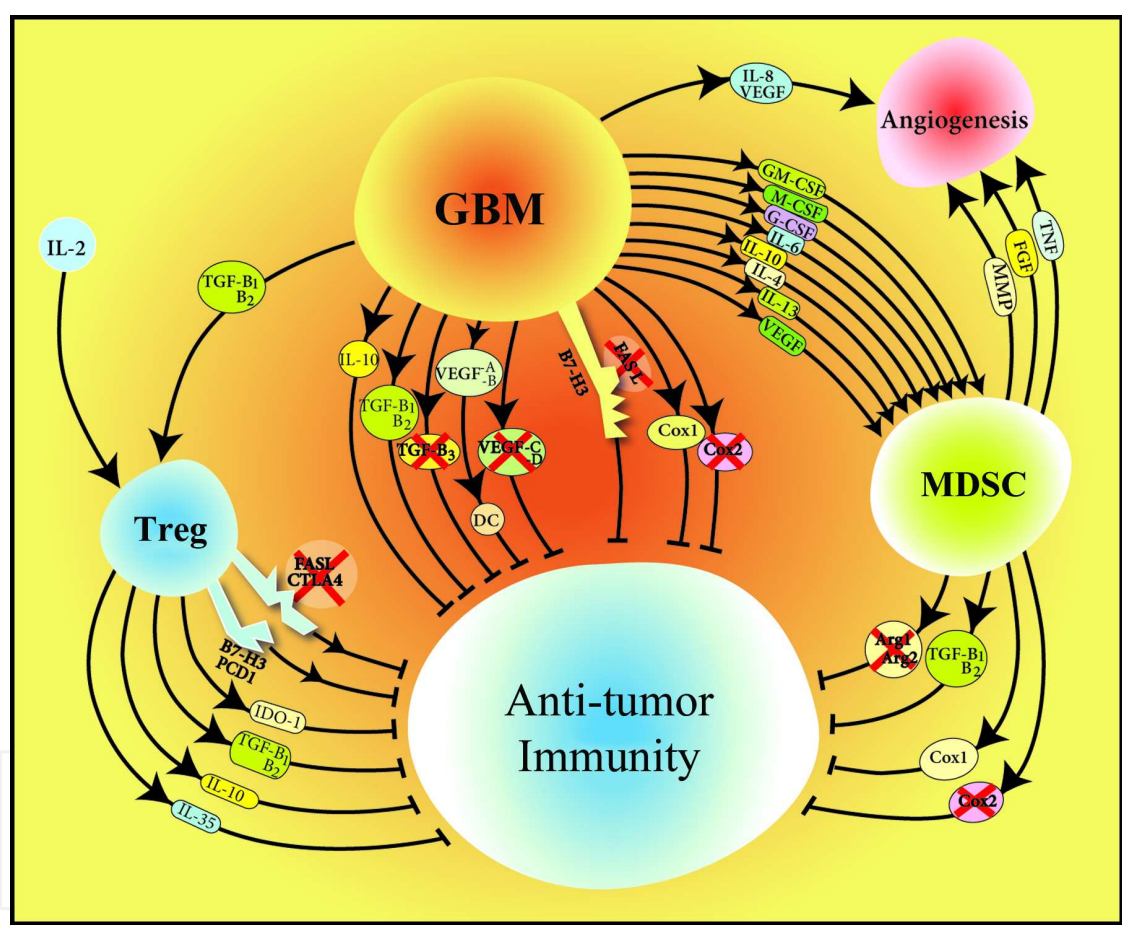 IL-8
VEGF
Angiogenesis
GBM
GM-CSF
M-CSF
G-CSF
IL-6
IL-10
IL-4
IL-13
VEGF
MMP
FGF
TNF
IL-2
TGF-B1
B2
IL-10
TGF-B1
B2
TGF-B3
VEGF-A
-B
VEGF-C
-D
DC
B7-H3
FAS L
Cox1
Cox2
MDSC
Treg
FASL
CTLA4
B7-H3
PCD1
IDO-1
TGF-B1
B2
IL-10
IL-35
Anti-tumor
Immunity
Arg1
Arg2
TGF-B1
B2
Cox1
Cox2